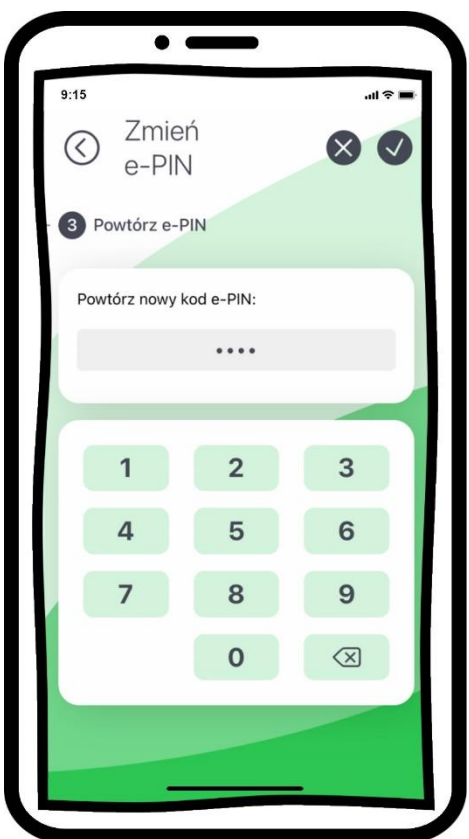 9:15
Zmień
e-PIN
3 Powtórz e-PIN
Powtórz nowy kod e-PIN:
••••
1 2 3
4 5 6
7 8 9
0